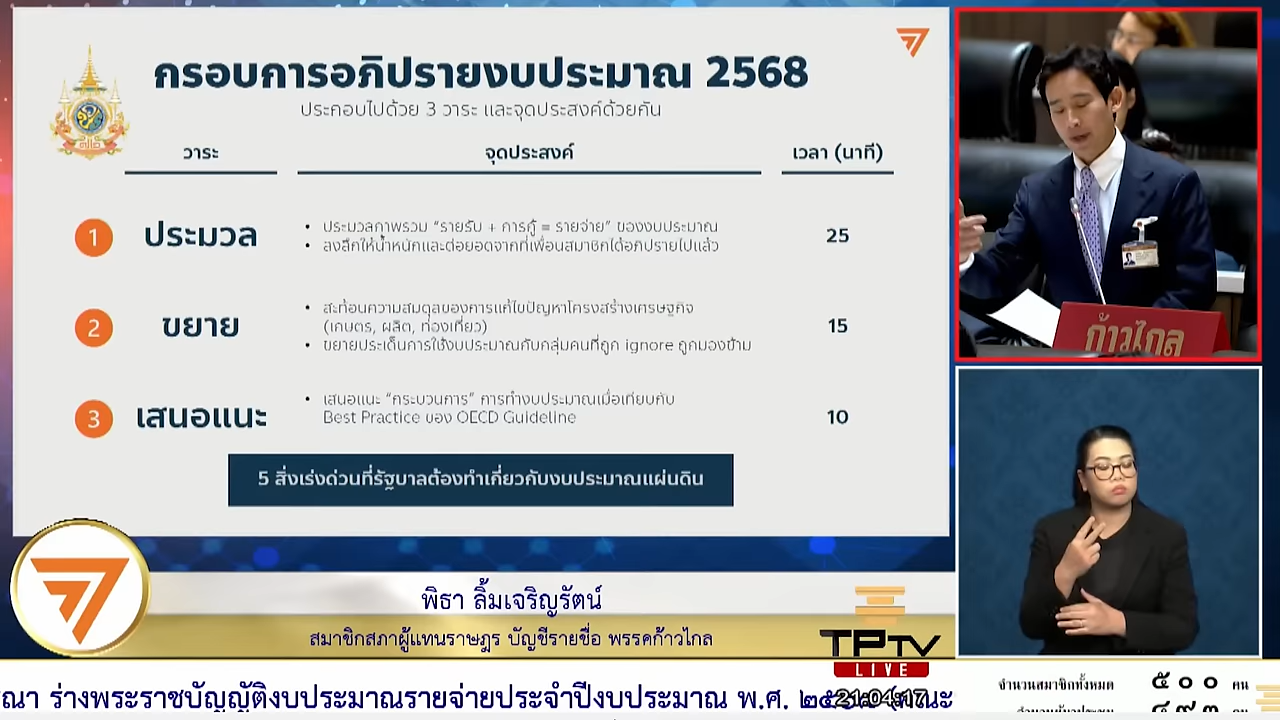 กรอบการอภิปรายงบประมาณ 2568
ประกอบไปด้วย 3 วาระ และจุดประสงค์ด้วยกัน
วาระ จุดประสงค์ เวลา (นาที)
1 ประมวล
• ประมวลภาพรวม “รายรับ + การกู้ = รายจ่าย” ของงบประมาณ
• ลงลึกให้น้ำหนักและต่อยอดจากที่เพื่อนสมาชิกได้อภิปรายไปแล้ว
25
2 ขยาย
• สะท้อนความสมดุลของการแก้ไขปัญหาโครงสร้างเศรษฐกิจ
(เกษตร, ผลิต, ท่องเที่ยว)
• ขยายประเด็นการใช้งบประมาณกับกลุ่มคนที่ถูก ignore ถูกมองข้าม
15
3 เสนอแนะ
• เสนอแนะ “กระบวนการ” การทำงบประมาณเมื่อเทียบกับ
Best Practice ของ OECD Guideline
10
5 สิ่งเร่งด่วนที่รัฐบาลต้องทำเกี่ยวกับงบประมาณแผ่นดิน
ก้าวไกล
พิธา ลิ้มเจริญรัตน์
สมาชิกสภาผู้แทนราษฎร บัญชีรายชื่อ พรรคก้าวไกล
TPTV
LIVE
21:04:17
ร่างพระราชบัญญัติงบประมาณรายจ่ายประจำปีงบประมาณ พ.ศ.
จำนวนสมาชิกทั้งหมด ๕๐๐ คน